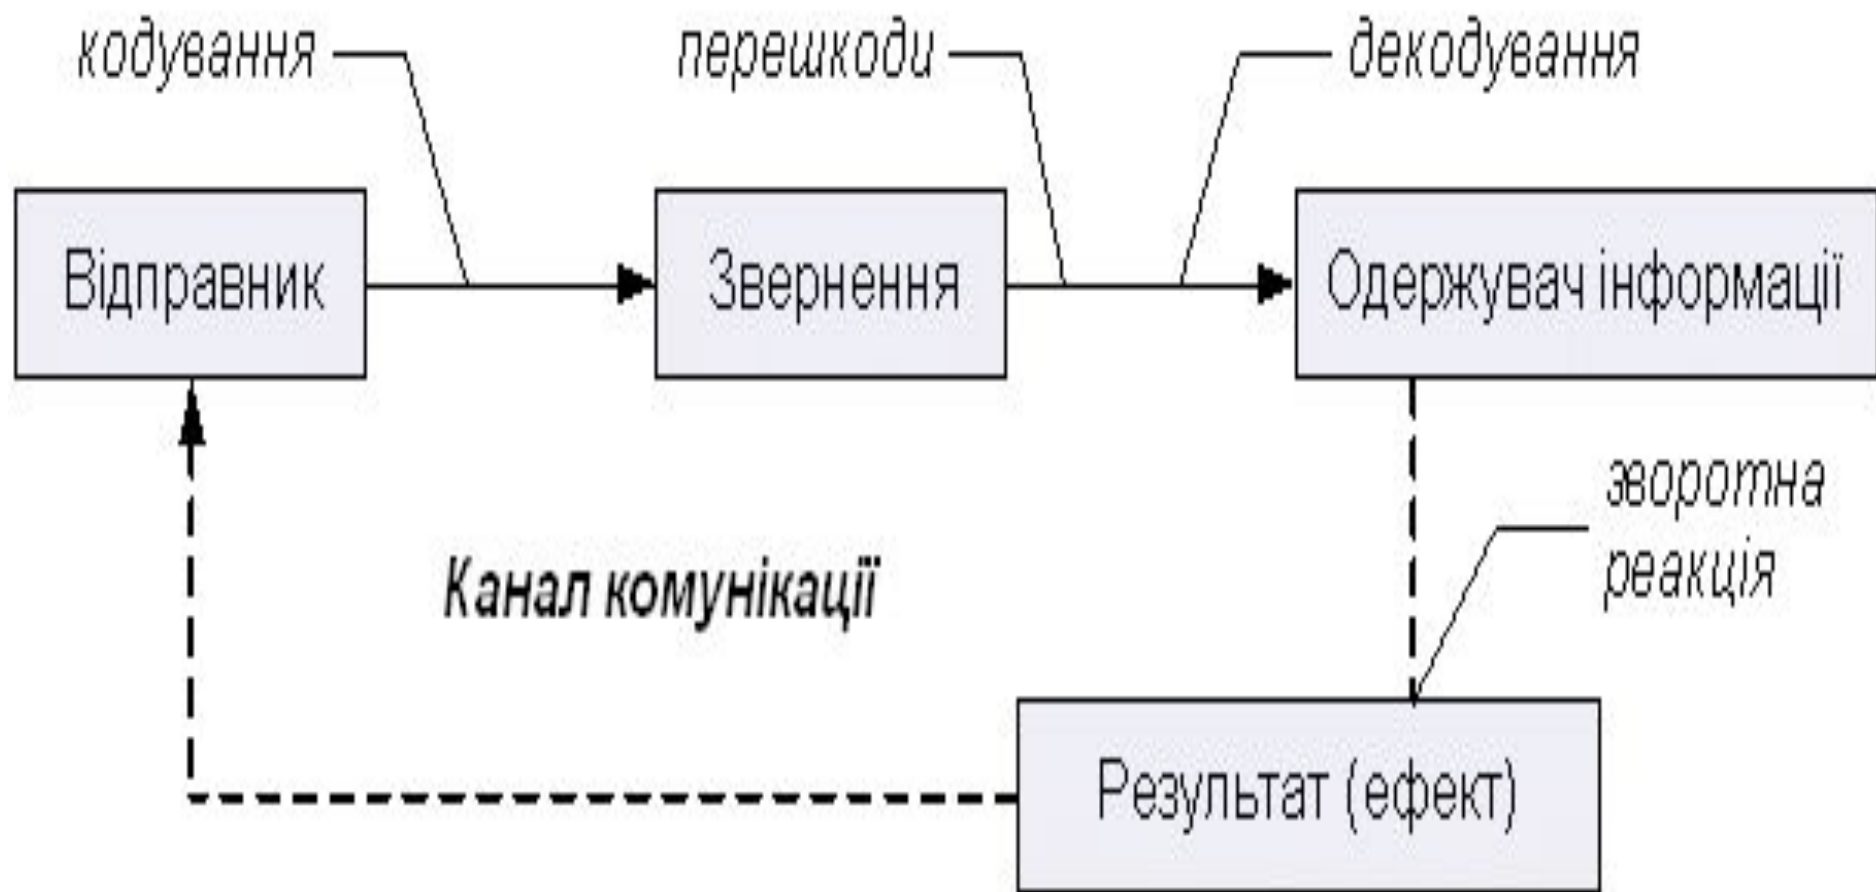 кодування
перешкоди
декодування
Відправник
Звернення
Одержувач інформації
зворотна
реакція
Канал комунікації
Результат (ефект)